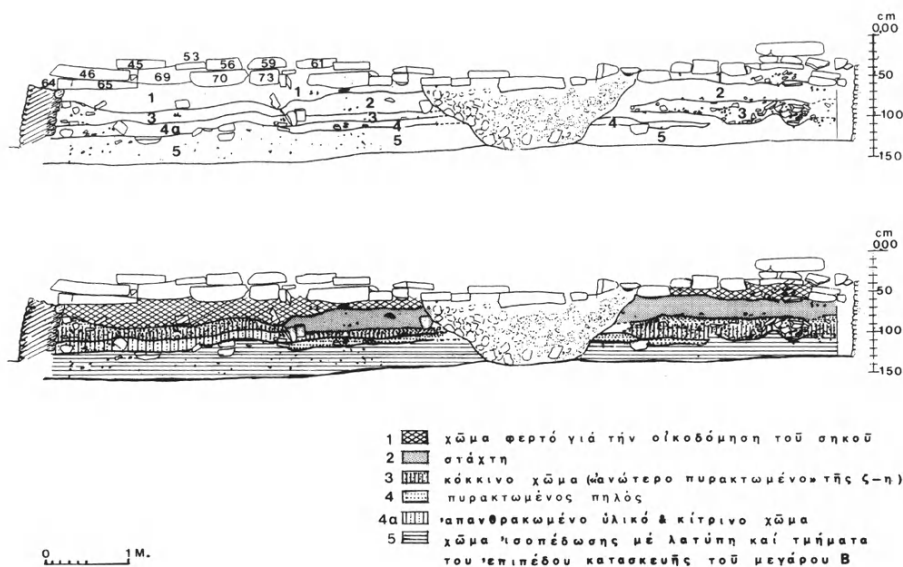 cm
0.00
53
45 56 59 61
46 69 70 73
64 65
50
1 1 2 2
3 3 3
100
4a 4 4
5 5 5
150
cm
0.00
50
100
150
1 χῶμα φερτό γιά τήν οἰκοδόμηση τοῦ σηκοῦ
2 στάχτη
3 κόκκινο χῶμα («ἀνώτερο πυρακτωμένο» τῆς ζ-η)
4 πυρακτωμένος πηλός
4α ἀπανθρακωμένο ὑλικό & κίτρινο χῶμα
5 χῶμα ἰσοπέδωσης μέ λατύπη καί τμήματα
του ἐπιπέδου κατασκευῆς τοῦ μεγάρου Β
0 1 M.